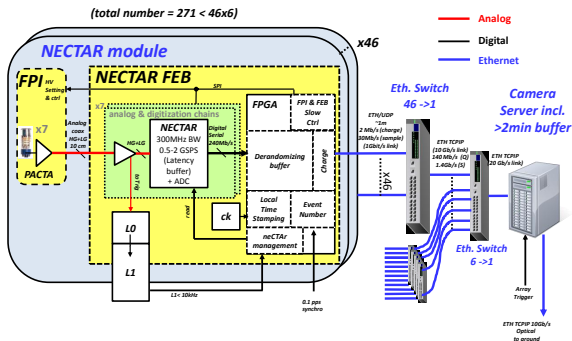 (total number = 271 < 46x6)
Analog
Digital
Ethernet
NECTAR module
x46
FPI
HV
Setting
& ctrl
x7
PACTA
Analog
coax
HG+LG
10 cm
NECTAR FEB
SPI
x7
analog & digitization chains
HG+LG
NECTAR
300MHz BW
0.5-2 GSPS
(Latency
buffer)
+ ADC
Digital
Serial
240Mb/s
FPGA
FPI & FEB
Slow
Ctrl
Derandomizing
buffer
Charge
Local
Time
Stamping
Event
Number
neCTAr
management
ck
read
L0
L1
L1< 10kHz
0.1 pps
synchro
ETH/UDP
~1m
2 Mb/s (charge)
30Mb/s (sample)
(1Gbit/s link)
x46
Eth. Switch
46 ->1
ETH TCPIP
(10 Gb/s link)
140 Mb/s (Q)
1.4Gb/s (S)
Eth. Switch
6 ->1
ETH TCPIP
(20 Gb/s link)
Camera
Server incl.
>2min buffer
Array
Trigger
ETH TCPIP 10Gb/s
Optical
to around